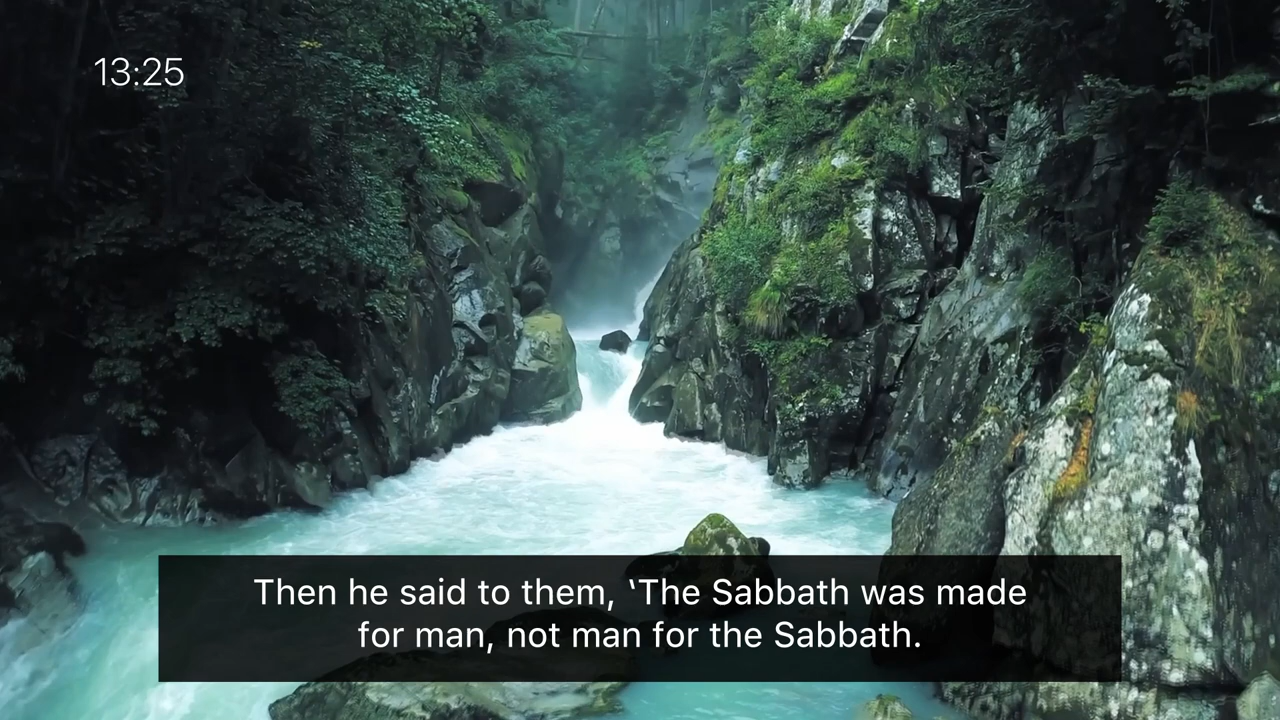 13:25
Then he said to them, ‘The Sabbath was made
for man, not man for the Sabbath.